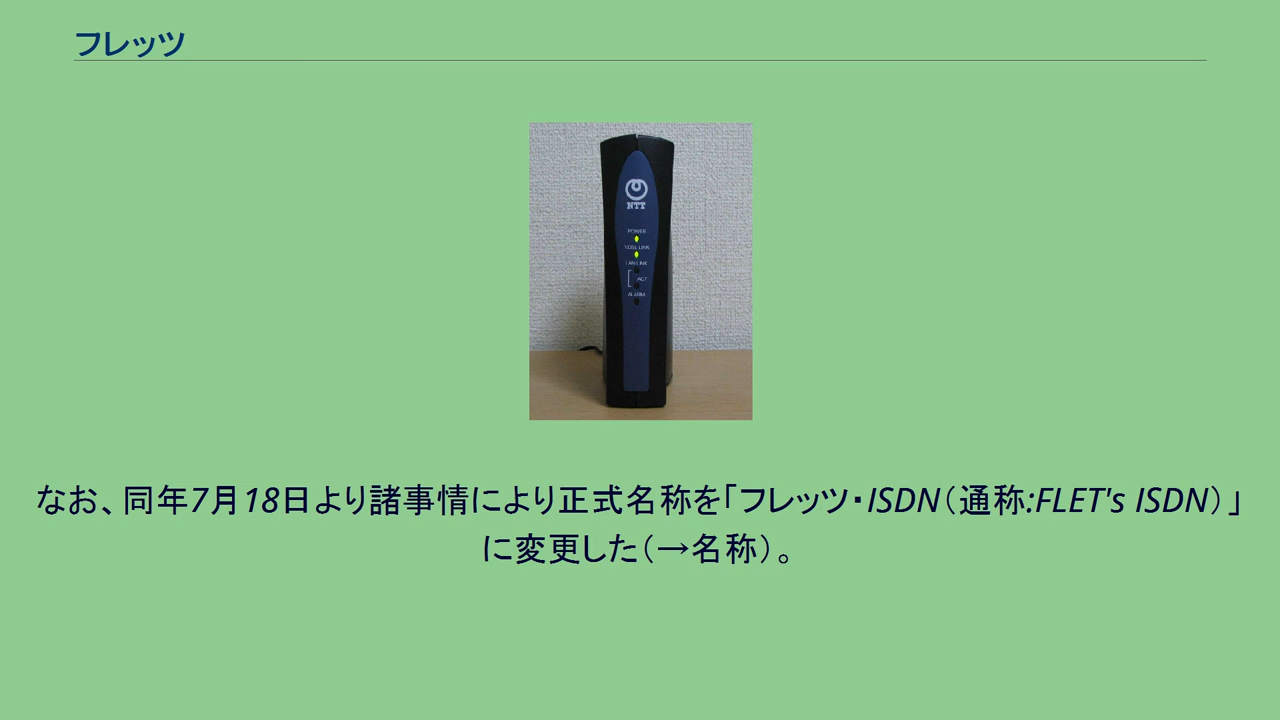 フレッツ
NTT
POWER
VDSL LINK
LAN LINK
ACT
ALARM
なお、同年7月18日より諸事情により正式名称を「フレッツ・ISDN（通称:FLET's ISDN）」
に変更した（→名称）。